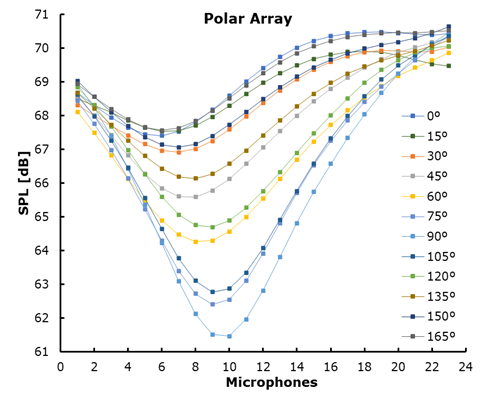 Polar Array
SPL [dB]
71
70
69
68
67
66
65
64
63
62
61
0 2 4 6 8 10 12 14 16 18 20 22 24
Microphones
0º
15º
30º
45º
60º
75º
90º
105º
120º
135º
150º
165º